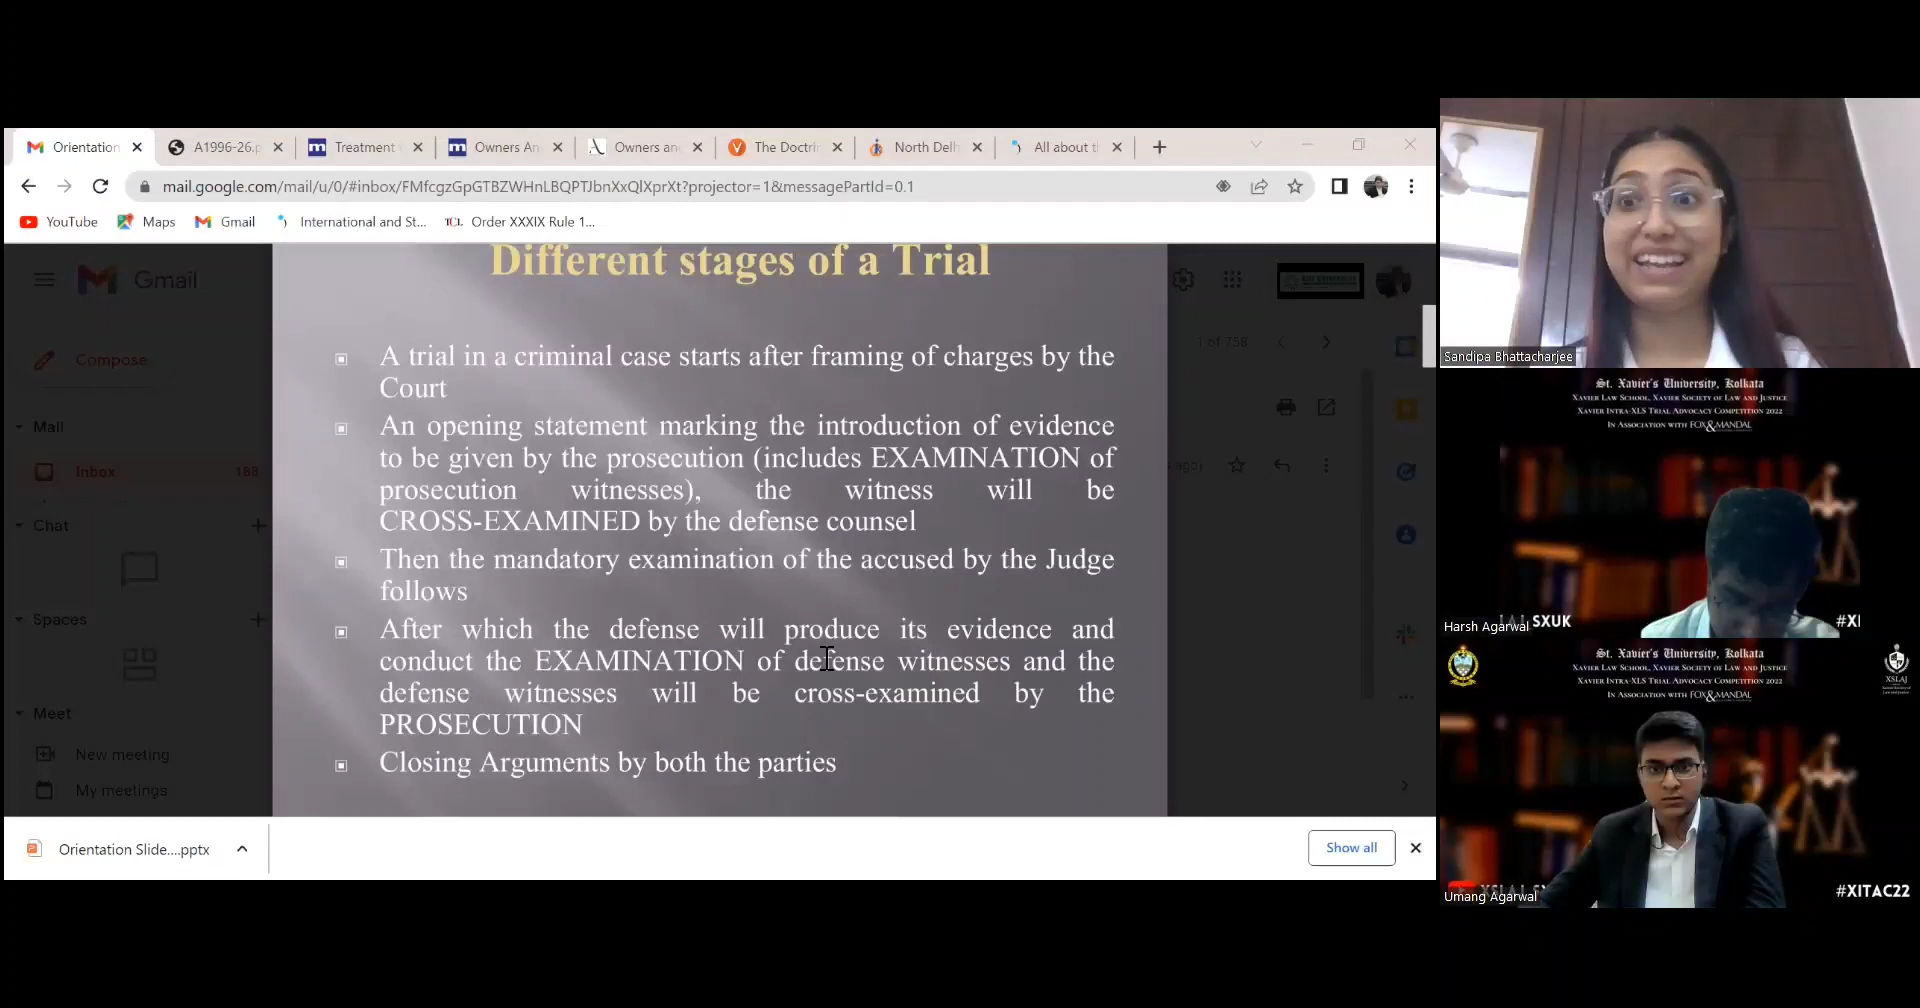 Orientation
A1996-26.p
Treatment
Owners An
Owners and
The Doctri
North Delh
All about t
mail.google.com/mail/u/0/#inbox/FMfcgzGpGTBZWHnLBQPTJbnXxQlXprXt?projector=1&messagePartId=0.1
YouTube
Maps
Gmail
International and St...
TCL
Order XXXIX Rule 1...
Gmail
Compose
Mail
Inbox 188
Chat
Spaces
Meet
New meeting
My meetings
1 of 758
ago)
Different stages of a Trial
A trial in a criminal case starts after framing of charges by the
Court
An opening statement marking the introduction of evidence
to be given by the prosecution (includes EXAMINATION of
prosecution witnesses), the witness will be
CROSS-EXAMINED by the defense counsel
Then the mandatory examination of the accused by the Judge
follows
After which the defense will produce its evidence and
conduct the EXAMINATION of defense witnesses and the
defense witnesses will be cross-examined by the
PROSECUTION
Closing Arguments by both the parties
Orientation Slide....pptx
Show all
Sandipa Bhattacharjee
St. Xavier's University, Kolkata
Xavier Law School, Xavier Society of Law and Justice
Xavier Intra-XLS Trial Advocacy Competition 2022
In Association with FOX&MANDAL
SXUK
#XI
Harsh Agarwal
St. Xavier's University, Kolkata
Xavier Law School, Xavier Society of Law and Justice
Xavier Intra-XLS Trial Advocacy Competition 2022
In Association with FOX&MANDAL
XSLAJ
#XITAC22
Umang Agarwal